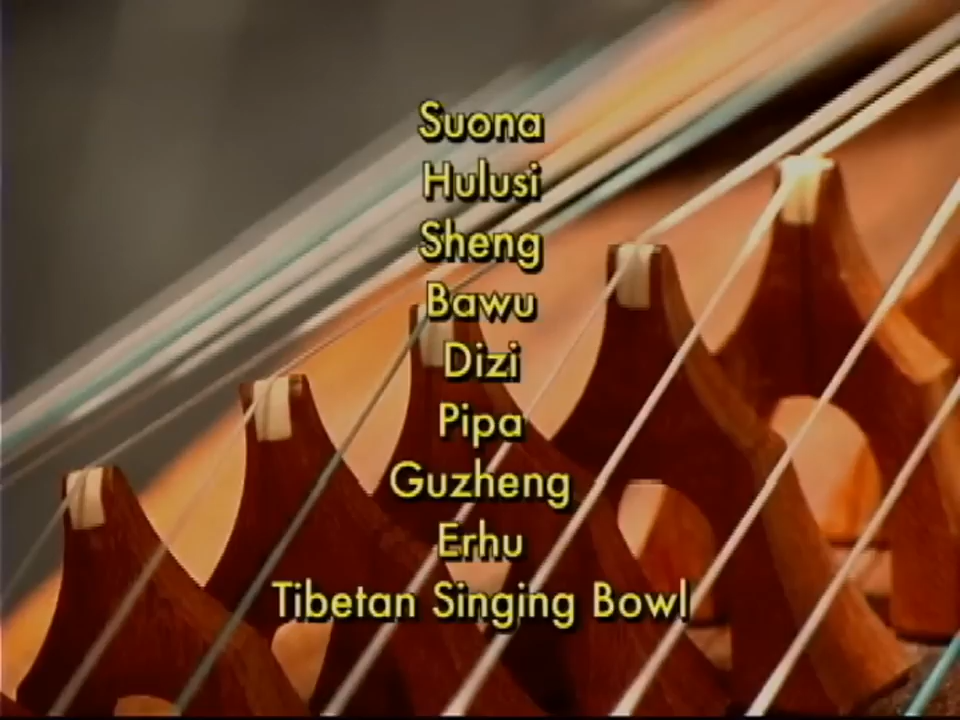 Suona
Hulusi
Sheng
Bawu
Dizi
Pipa
Guzheng
Erhu
Tibetan Singing Bowl